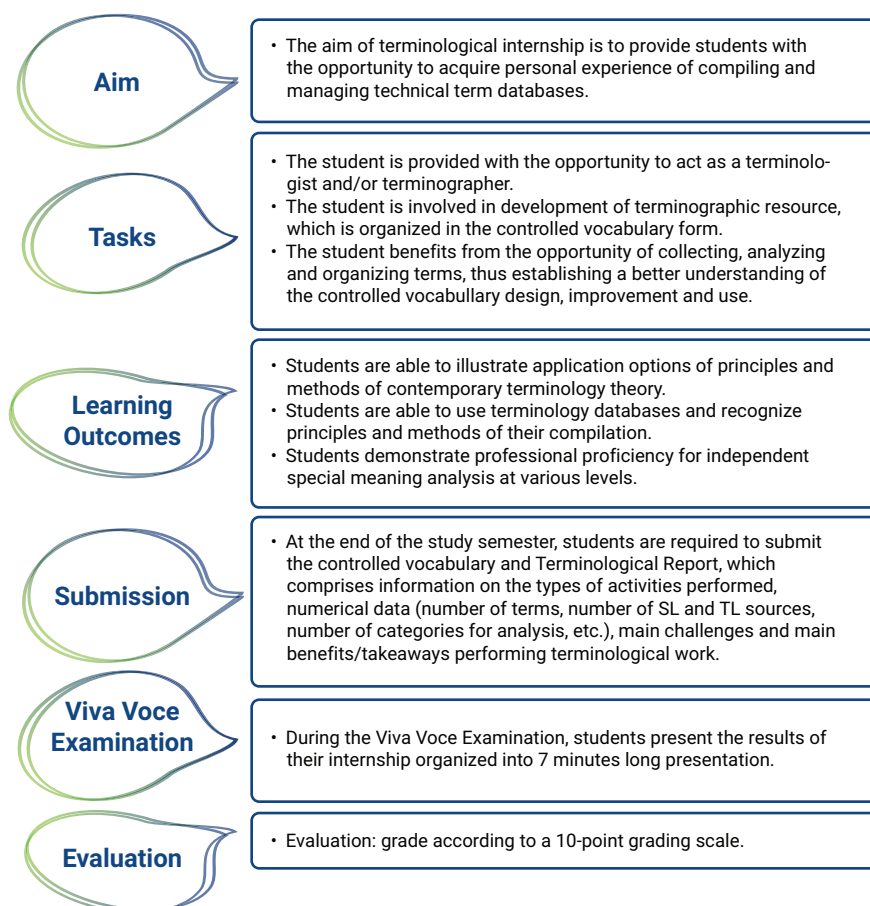 Aim
• The aim of terminological internship is to provide students with
the opportunity to acquire personal experience of compiling and
managing technical term databases.
Tasks
• The student is provided with the opportunity to act as a terminolo-
gist and/or terminographer.
• The student is involved in development of terminographic resource,
which is organized in the controlled vocabulary form.
• The student benefits from the opportunity of collecting, analyzing
and organizing terms, thus establishing a better understanding of
the controlled vocabullary design, improvement and use.
Learning
Outcomes
• Students are able to illustrate application options of principles and
methods of contemporary terminology theory.
• Students are able to use terminology databases and recognize
principles and methods of their compilation.
• Students demonstrate professional proficiency for independent
special meaning analysis at various levels.
Submission
• At the end of the study semester, students are required to submit
the controlled vocabulary and Terminological Report, which
comprises information on the types of activities performed,
numerical data (number of terms, number of SL and TL sources,
number of categories for analysis, etc.), main challenges and main
benefits/takeaways performing terminological work.
Viva Voce
Examination
• During the Viva Voce Examination, students present the results of
their internship organized into 7 minutes long presentation.
Evaluation
• Evaluation: grade according to a 10-point grading scale.